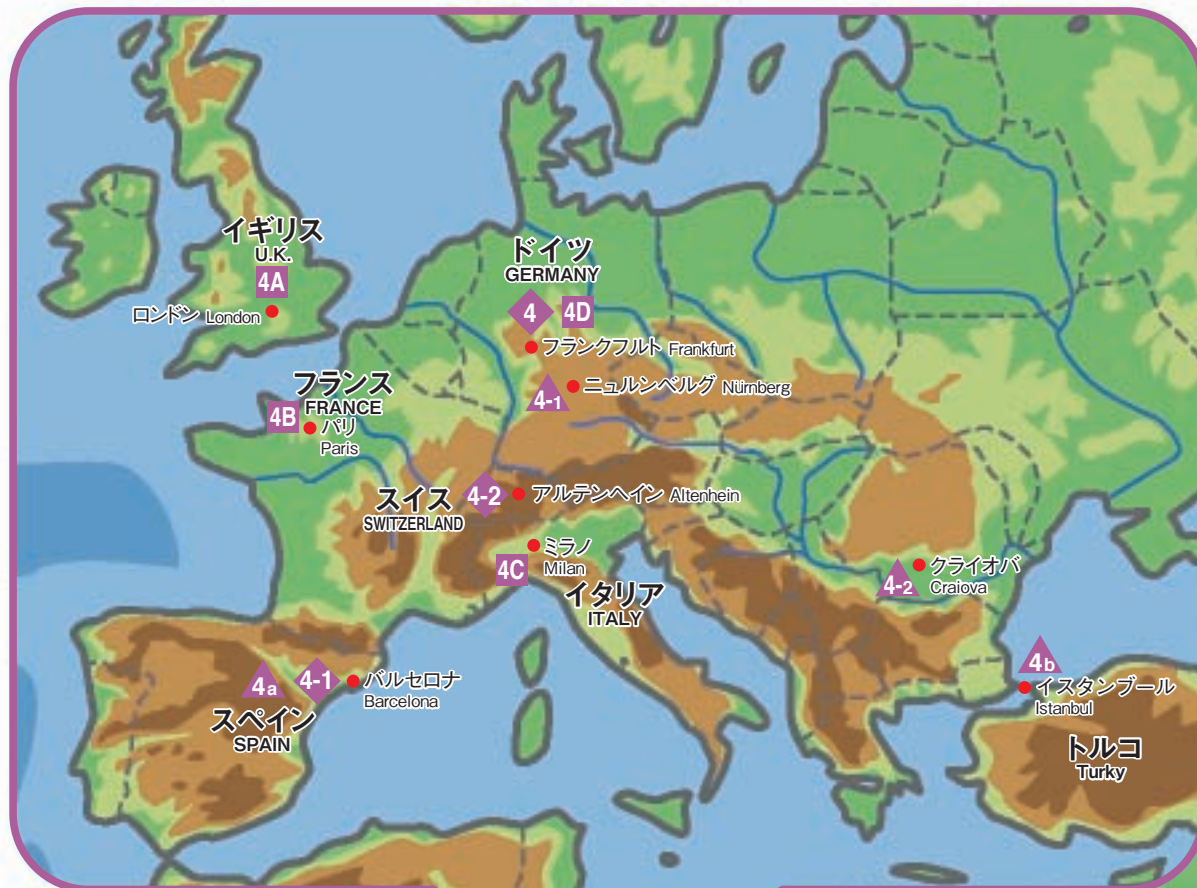 イギリス
U.K.
4A
ロンドン London
ドイツ
GERMANY
4 4D
フランクフルト Frankfurt
4-1 ニュルンベルグ Nürnberg
フランス
FRANCE
4B パリ
Paris
スイス
SWITZERLAND
4-2 アルテンヘイン Altenhein
ミラノ
Milan
4C
イタリア
ITALY
クライオバ
4-2 Craiova
4a 4-1 バルセロナ
Barcelona
スペイン
SPAIN
4b
イスタンブール
Istanbul
トルコ
Turky